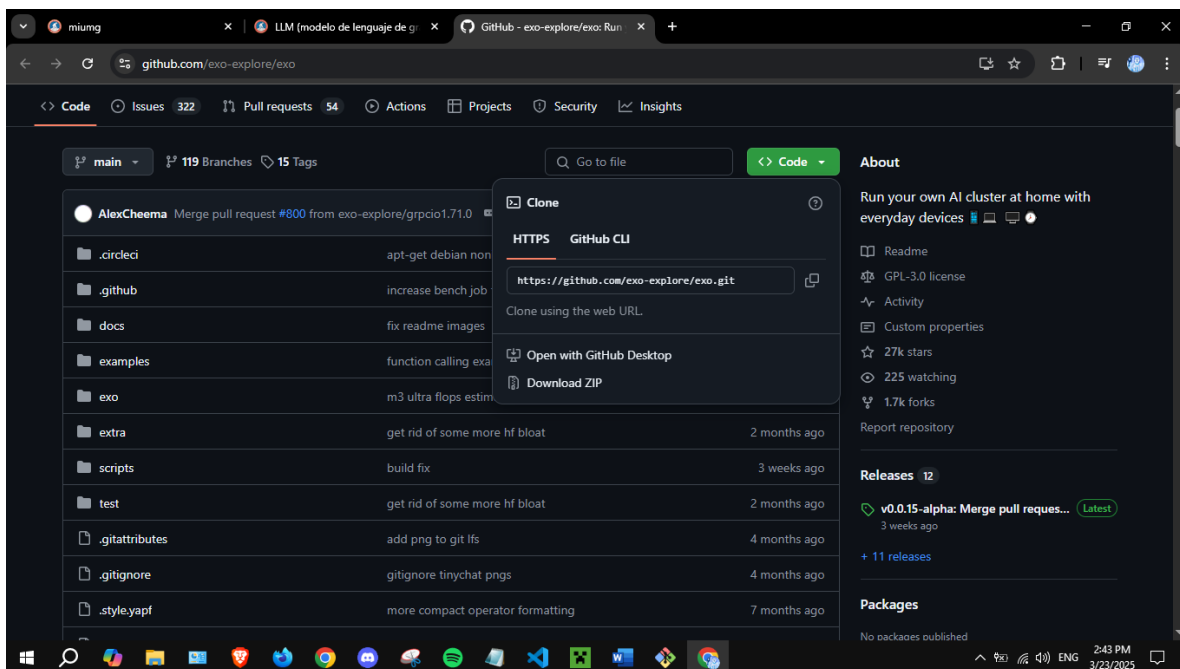 miumg
LLM (modelo de lenguaje de gr
GitHub - exo-explore/exo: Run
github.com/exo-explore/exo
Code
Issues 322
Pull requests 54
Actions
Projects
Security
Insights
main
119 Branches
15 Tags
Go to file
Code
About
Run your own AI cluster at home with
everyday devices
AlexCheema Merge pull request #800 from exo-explore/grpcio1.71.0
Clone
HTTPS
GitHub CLI
https://github.com/exo-explore/exo.git
Clone using the web URL.
Open with GitHub Desktop
Download ZIP
.circleci apt-get debian non
.github increase bench job
docs fix readme images
examples function calling exa
exo m3 ultra flops estim
extra get rid of some more hf bloat 2 months ago
scripts build fix 3 weeks ago
test get rid of some more hf bloat 2 months ago
.gitattributes add png to git lfs 4 months ago
.gitignore gitignore tinychat pngs 4 months ago
.style.yapf more compact operator formatting 7 months ago
Readme
GPL-3.0 license
Activity
Custom properties
27k stars
225 watching
1.7k forks
Report repository
Releases 12
v0.0.15-alpha: Merge pull reques... Latest
3 weeks ago
+ 11 releases
Packages
No packages published
ENG
2:43 PM
3/23/2025